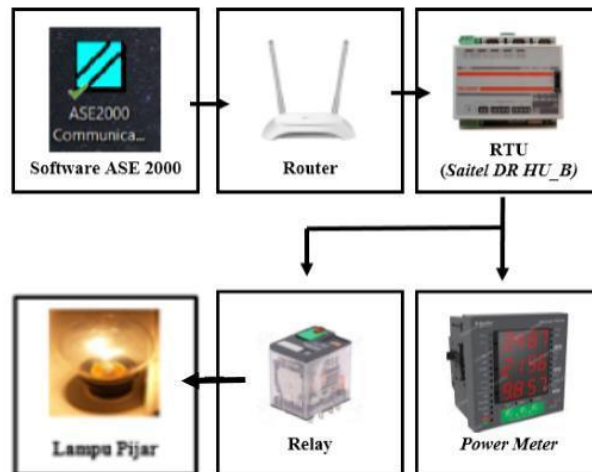 ASE2000
Communica...
Software ASE 2000
Router
RTU
(Saitel DR HU_B)
Lampu Pijar
Relay
Power Meter